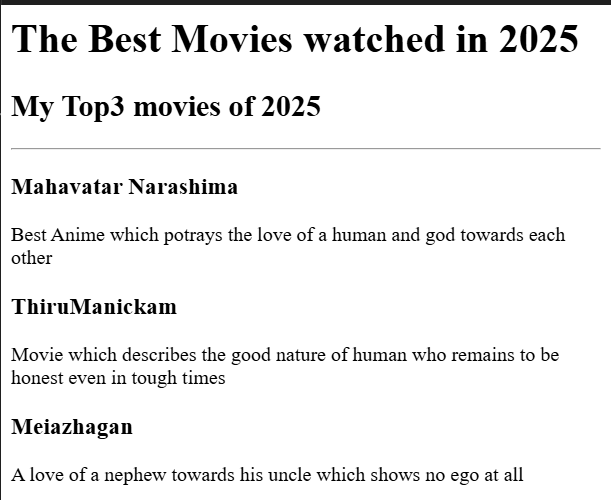 The Best Movies watched in 2025
My Top3 movies of 2025
Mahavatar Narashima
Best Anime which potrays the love of a human and god towards each
other
ThiruManickam
Movie which describes the good nature of human who remains to be
honest even in tough times
Meiazhagan
A love of a nephew towards his uncle which shows no ego at all